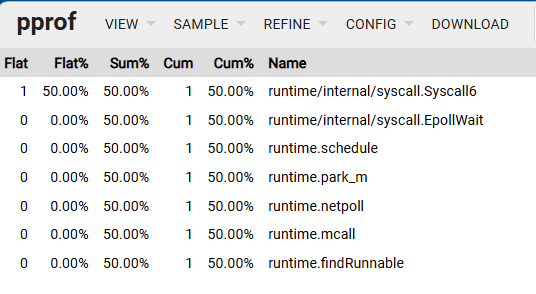 pprof VIEW SAMPLE REFINE CONFIG DOWNLOAD
Flat Flat% Sum% Cum Cum% Name
1 50.00% 50.00% 1 50.00% runtime/internal/syscall.Syscall6
0 0.00% 50.00% 1 50.00% runtime/internal/syscall.EpollWait
0 0.00% 50.00% 1 50.00% runtime.schedule
0 0.00% 50.00% 1 50.00% runtime.park_m
0 0.00% 50.00% 1 50.00% runtime.netpoll
0 0.00% 50.00% 1 50.00% runtime.mcall
0 0.00% 50.00% 1 50.00% runtime.findRunnable